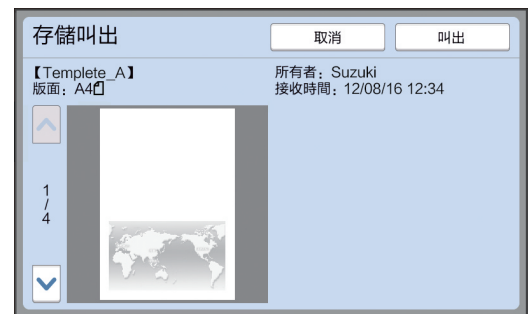 存儲叫出
取消
叫出
【Templete_A】
版面：A4
所有者：Suzuki
接收時間：12/08/16 12:34
1
/
4